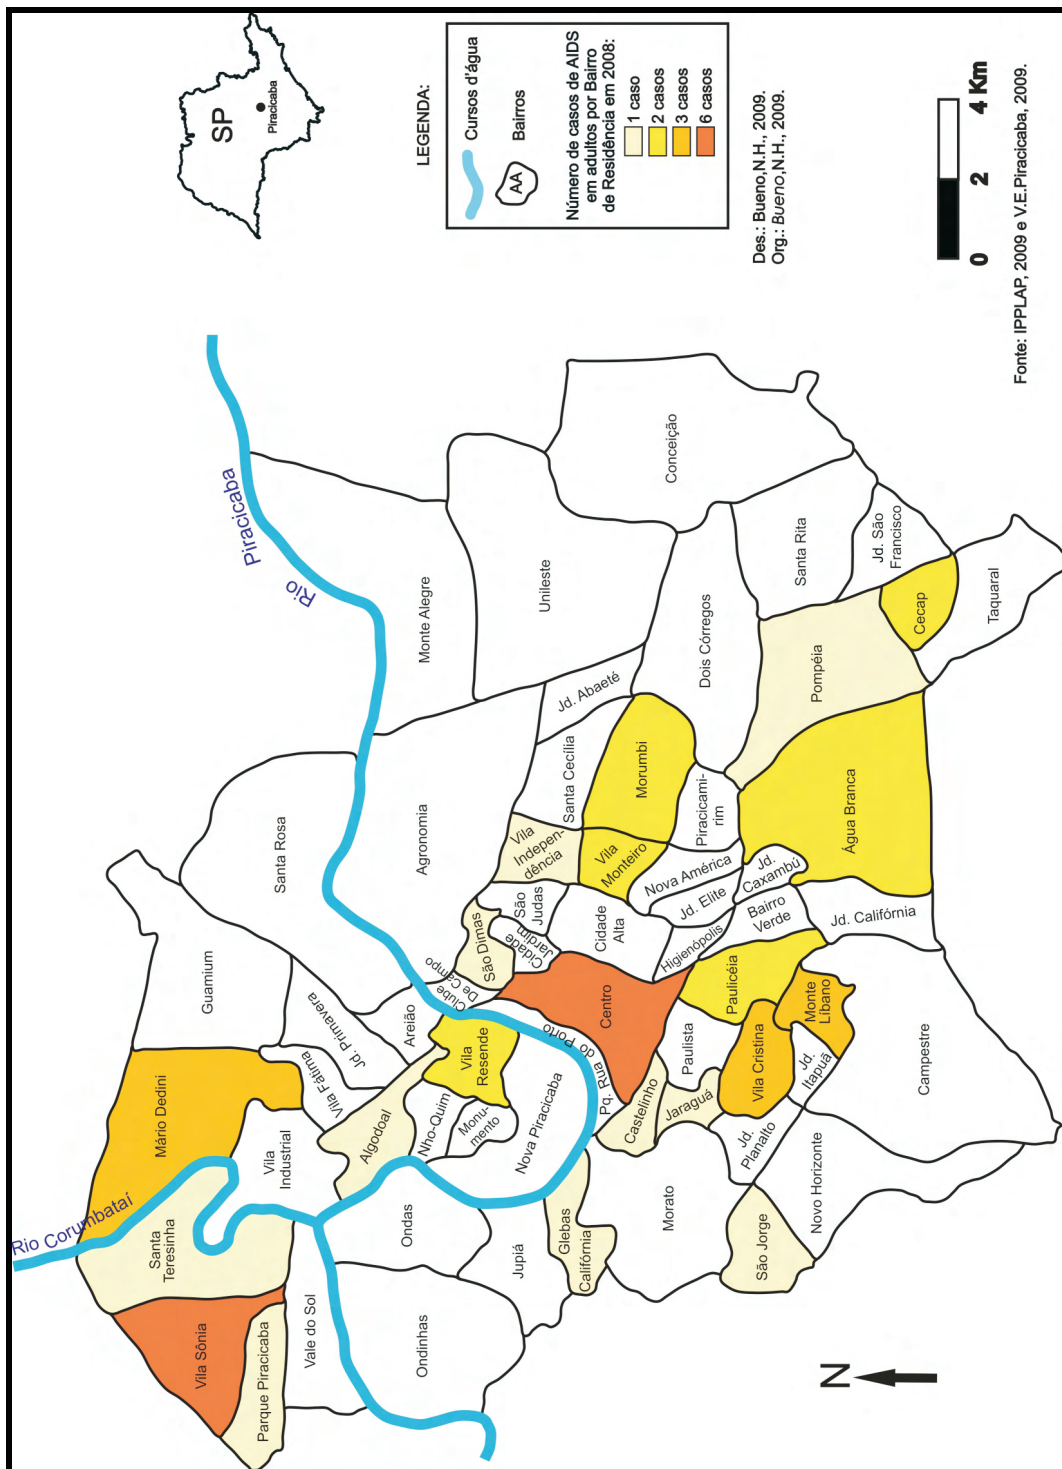 SP
Piracicaba
LEGENDA:
Cursos d'água
AA
Bairros
Número de casos de AIDS
em adultos por Bairro
de Residência em 2008:
1 caso
2 casos
3 casos
6 casos
Des.: Bueno,N.H., 2009.
Org.: Bueno,N.H., 2009.
0 2 4 Km
Fonte: IPPLAP, 2009 e V.E.Piracicaba, 2009.
Rio
Piracicaba
Rio Corumbataí
Conceição
Unileste
Monte Alegre
Santa Rita
Jd. São
Francisco
Cecap
Taquaral
Pompéia
Dois Córregos
Jd. Abaeté
Santa Cecília
Morumbi
Piracicami-
rim
Água Branca
Agronomia
Santa Rosa
Vila
Indepen-
dência
Vila
Monteiro
Nova América
Jd. Elite
Jd.
Caxambú
São
Judas
Cidade
Jardim
Cidade
Alta
Higienópolis
Bairro
Verde
Jd. Califórnia
São Dimas
Clube
De Campo
Centro
Paulicéia
Monte
Líbano
Campestre
Guamium
Jd. Primavera
Areião
Vila Fátima
Vila
Resende
Pq. Rua do Porto
Paulista
Vila Cristina
Jd.
Itapuã
Mário Dedini
Vila
Industrial
Algodoal
Nho-Quim
Monu-
mento
Nova Piracicaba
Castelinho
Jaraguá
Jd.
Planalto
Novo Horizonte
Santa
Teresinha
Ondas
Jupiá
Glebas
Califórnia
Morato
São Jorge
Vila Sônia
Parque Piracicaba
Vale do Sol
Ondinhas
N